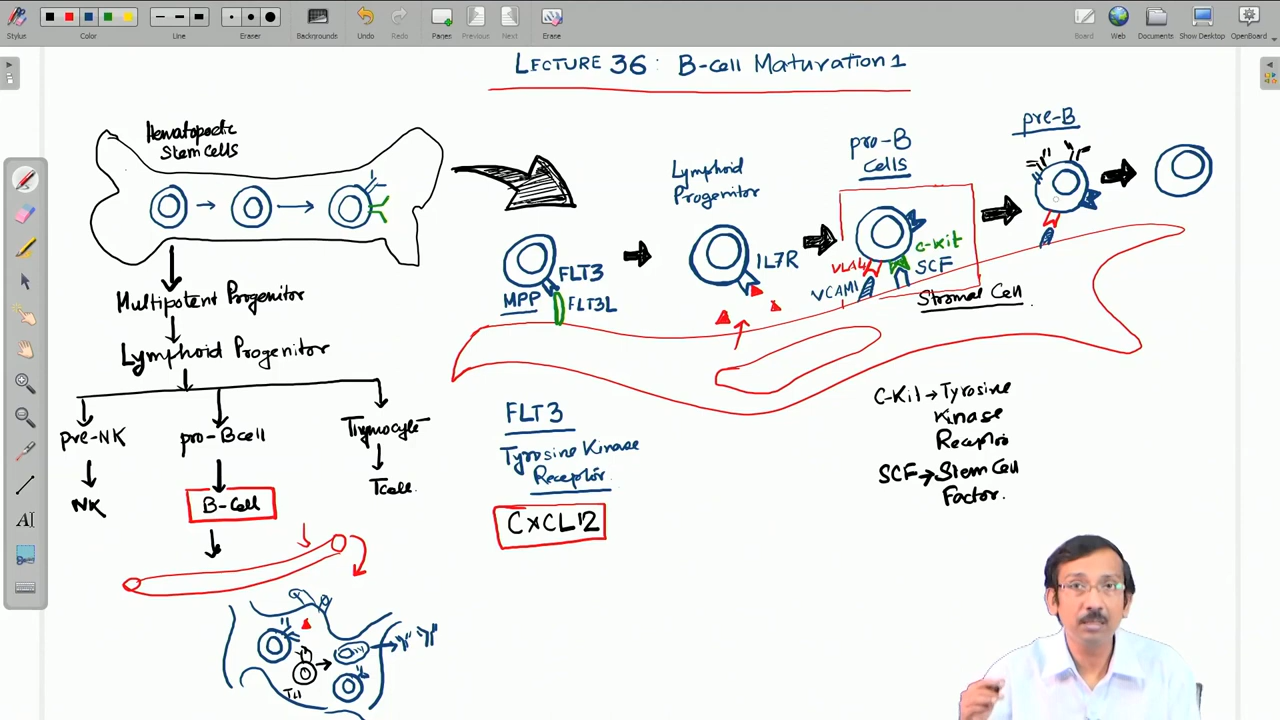 Stylus
Color
Line
Eraser
Backgrounds
Undo
Redo
Pages
Previous
Next
Erase
Board
Web
Documents
Show Desktop
OpenBoard
LECTURE 36: B-cell Maturation 1
Hematopoetic
Stem Cells
Multipotent Progenitor
Lymphoid Progenitor
pre-NK
pro-B cell
Thymocyte
NK
B-Cell
T cell.
MPP
FLT3
FLT3L
Lymphoid
Progenitor
IL7R
pro-B
Cells
VLA4
VCAM1
C-Kit
SCF
Stromal Cell
pre-B
FLT3
Tyrosine Kinase
Receptor
CXCL12
C-Kit → Tyrosine
Kinase
Receptor
SCF → Stem Cell
Factor.